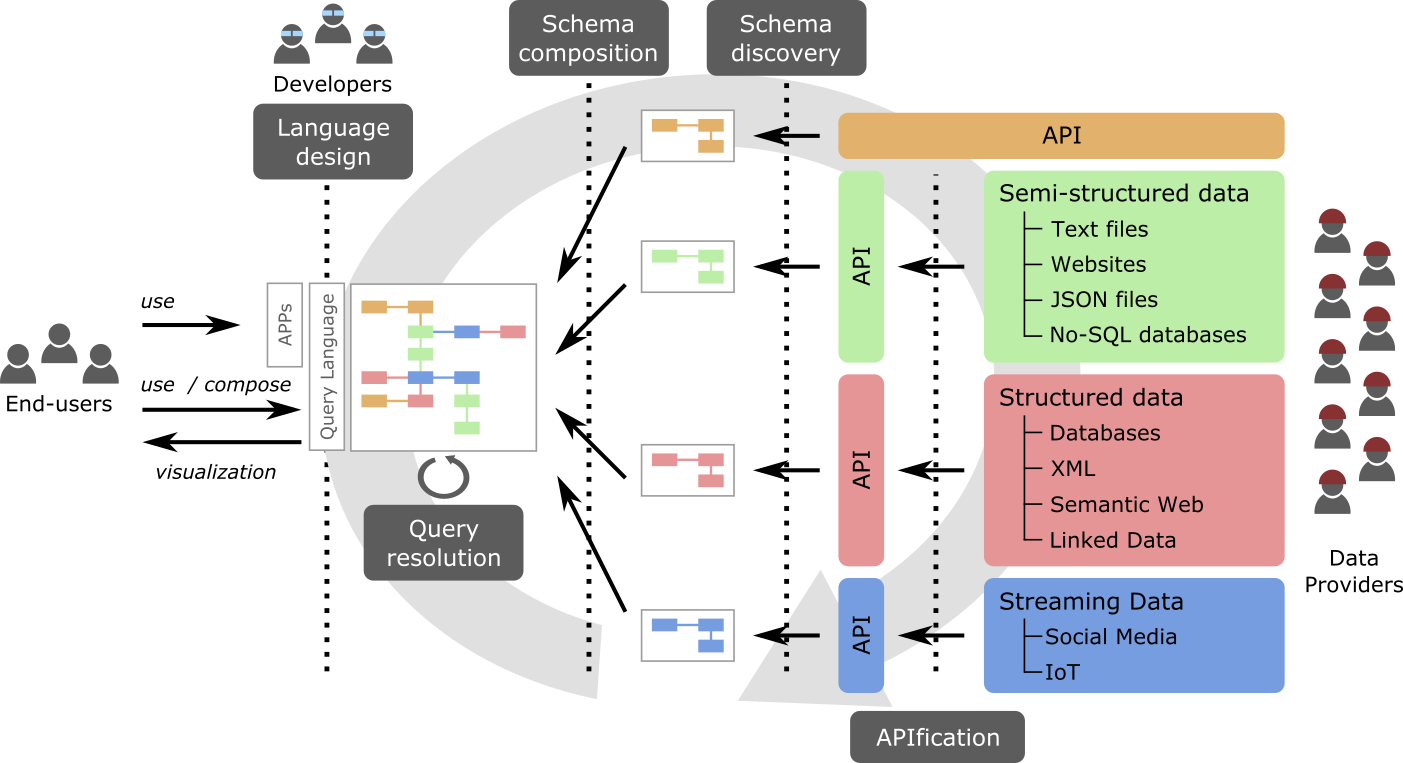 Developers
Language
design
Schema
composition
Schema
discovery
API
API
Semi-structured data
Text files
Websites
JSON files
No-SQL databases
use
APPs
Query Language
use / compose
End-users
visualization
Query
resolution
API
Structured data
Databases
XML
Semantic Web
Linked Data
Data
Providers
API
Streaming Data
Social Media
IoT
APIfication